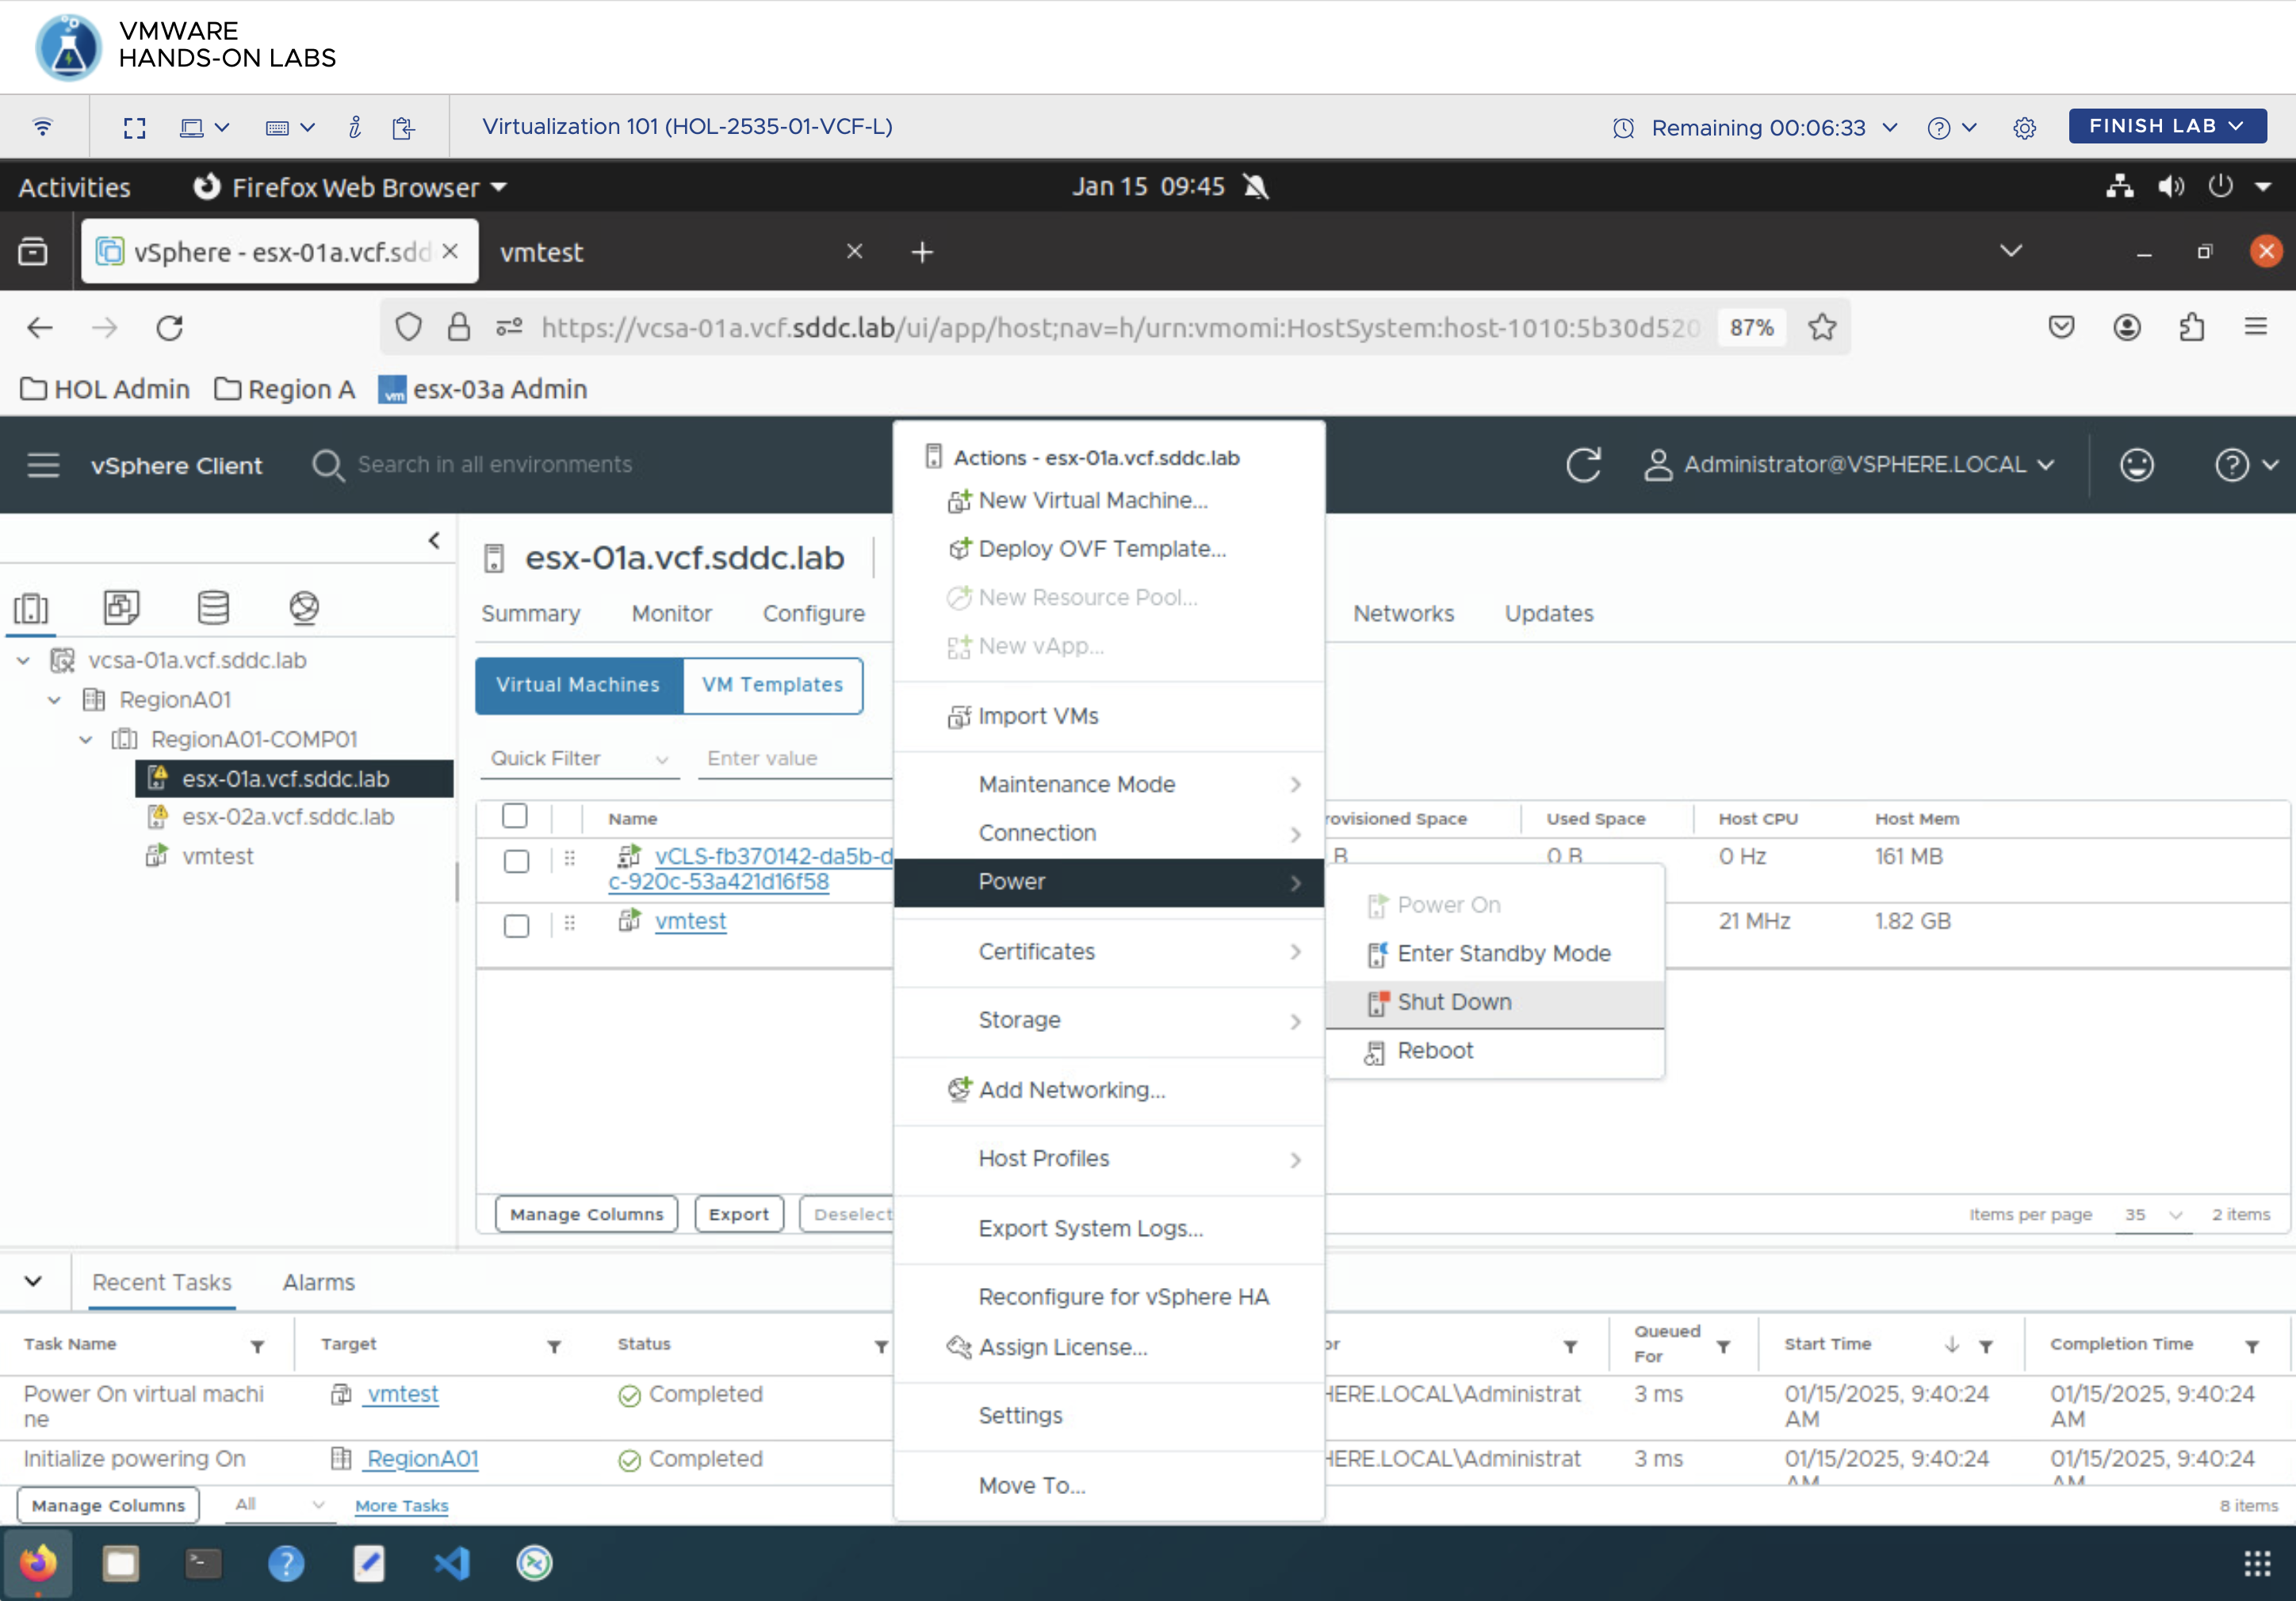 VMWARE
HANDS-ON LABS
Virtualization 101 (HOL-2535-01-VCF-L)
Remaining 00:06:33
FINISH LAB
Activities
Firefox Web Browser
Jan 15 09:45
vSphere - esx-01a.vcf.sdd
vmtest
https://vcsa-01a.vcf.sddc.lab/ui/app/host;nav=h/urn:vmomi:HostSystem:host-1010:5b30d520
87%
HOL Admin
Region A
vm
esx-03a Admin
vSphere Client
Search in all environments
Administrator@VSPHERE.LOCAL
vcsa-01a.vcf.sddc.lab
RegionA01
RegionA01-COMP01
esx-01a.vcf.sddc.lab
esx-02a.vcf.sddc.lab
vmtest
esx-01a.vcf.sddc.lab
Summary
Monitor
Configure
Networks
Updates
Virtual Machines
VM Templates
Quick Filter
Enter value
Name
rovisioned Space
Used Space
Host CPU
Host Mem
vCLS-fb370142-da5b-d
c-920c-53a421d16f58
B
0 B
0 Hz
161 MB
vmtest
21 MHz
1.82 GB
Manage Columns
Export
Deselect
Items per page
35
2 items
Actions - esx-01a.vcf.sddc.lab
New Virtual Machine...
Deploy OVF Template...
New Resource Pool...
New vApp...
Import VMs
Maintenance Mode
Connection
Power
Certificates
Storage
Add Networking...
Host Profiles
Export System Logs...
Reconfigure for vSphere HA
Assign License...
Settings
Move To...
Power On
Enter Standby Mode
Shut Down
Reboot
Recent Tasks
Alarms
Task Name
Target
Status
or
Queued
For
Start Time
Completion Time
Power On virtual machi
ne
vmtest
Completed
HERE.LOCAL\Administrat
3 ms
01/15/2025, 9:40:24
AM
01/15/2025, 9:40:24
AM
Initialize powering On
RegionA01
Completed
HERE.LOCAL\Administrat
3 ms
01/15/2025, 9:40:24
AM
01/15/2025, 9:40:24
AM
Manage Columns
All
More Tasks
8 items